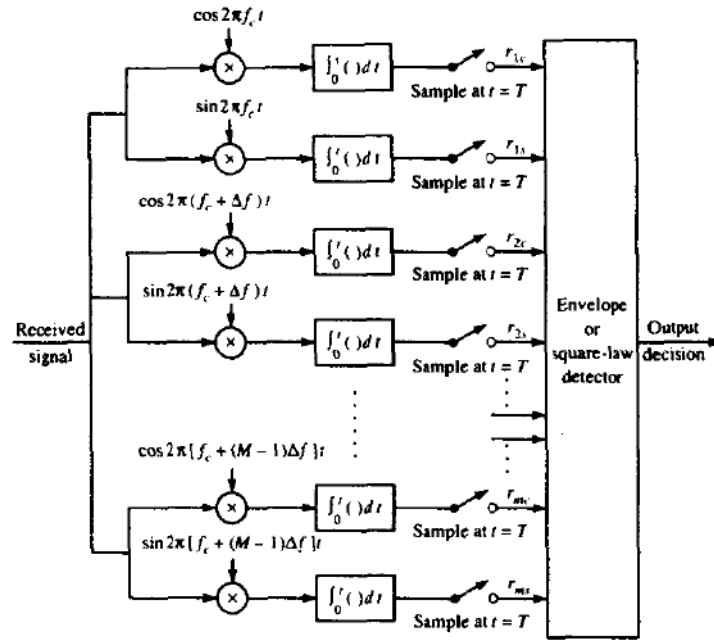 cos 2πf_c t
×
∫_0^t ( ) dt
r_1c
Sample at t = T
sin 2πf_c t
×
∫_0^t ( ) dt
r_1s
Sample at t = T
cos 2π(f_c + Δf) t
×
∫_0^t ( ) dt
r_2c
Sample at t = T
sin 2π(f_c + Δf) t
×
∫_0^t ( ) dt
r_2s
Sample at t = T
Received
signal
Envelope
or
square-law
detector
Output
decision
cos 2π[f_c + (M − 1)Δf]t
×
∫_0^t ( ) dt
r_mc
Sample at t = T
sin 2π[f_c + (M − 1)Δf]t
×
∫_0^t ( ) dt
r_ms
Sample at t = T